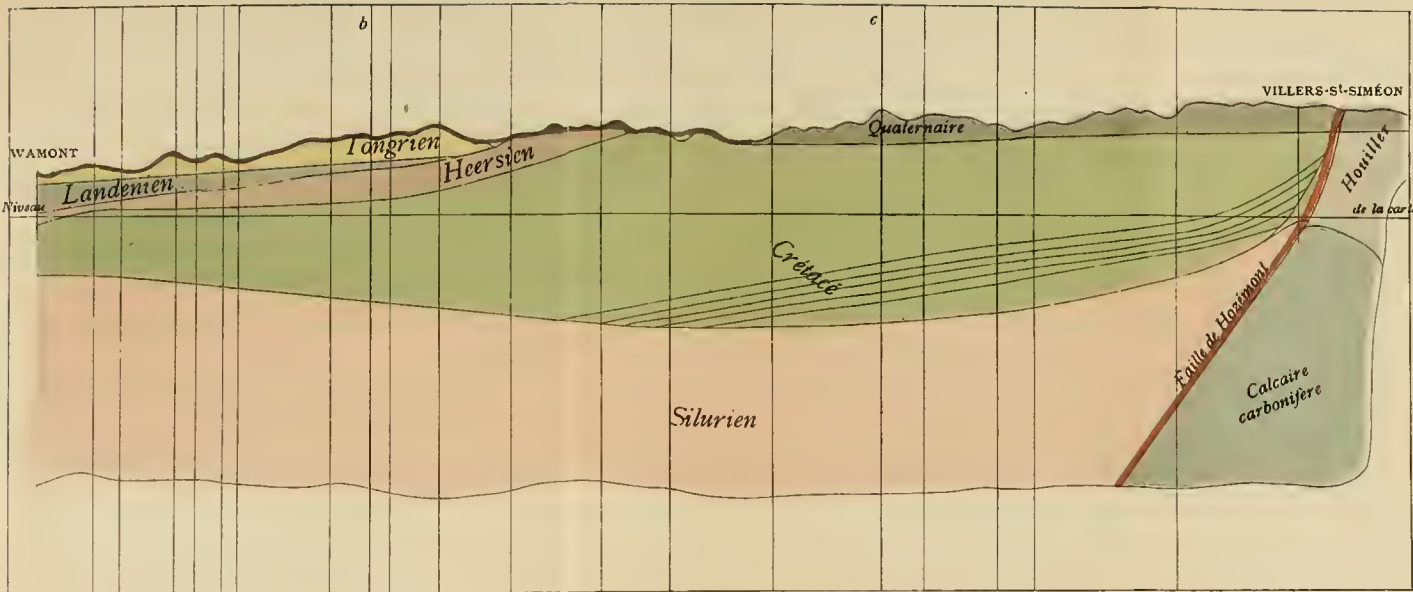 b
c
VILLERS-Sᵗ-SIMÉON
WAMONT
Quaternaire
Tongrien
Heersien
Landenien
Houiller
Niveau
de la carte
Crétacé
Faille de Hozémont
Calcaire
carbonifère
Silurien